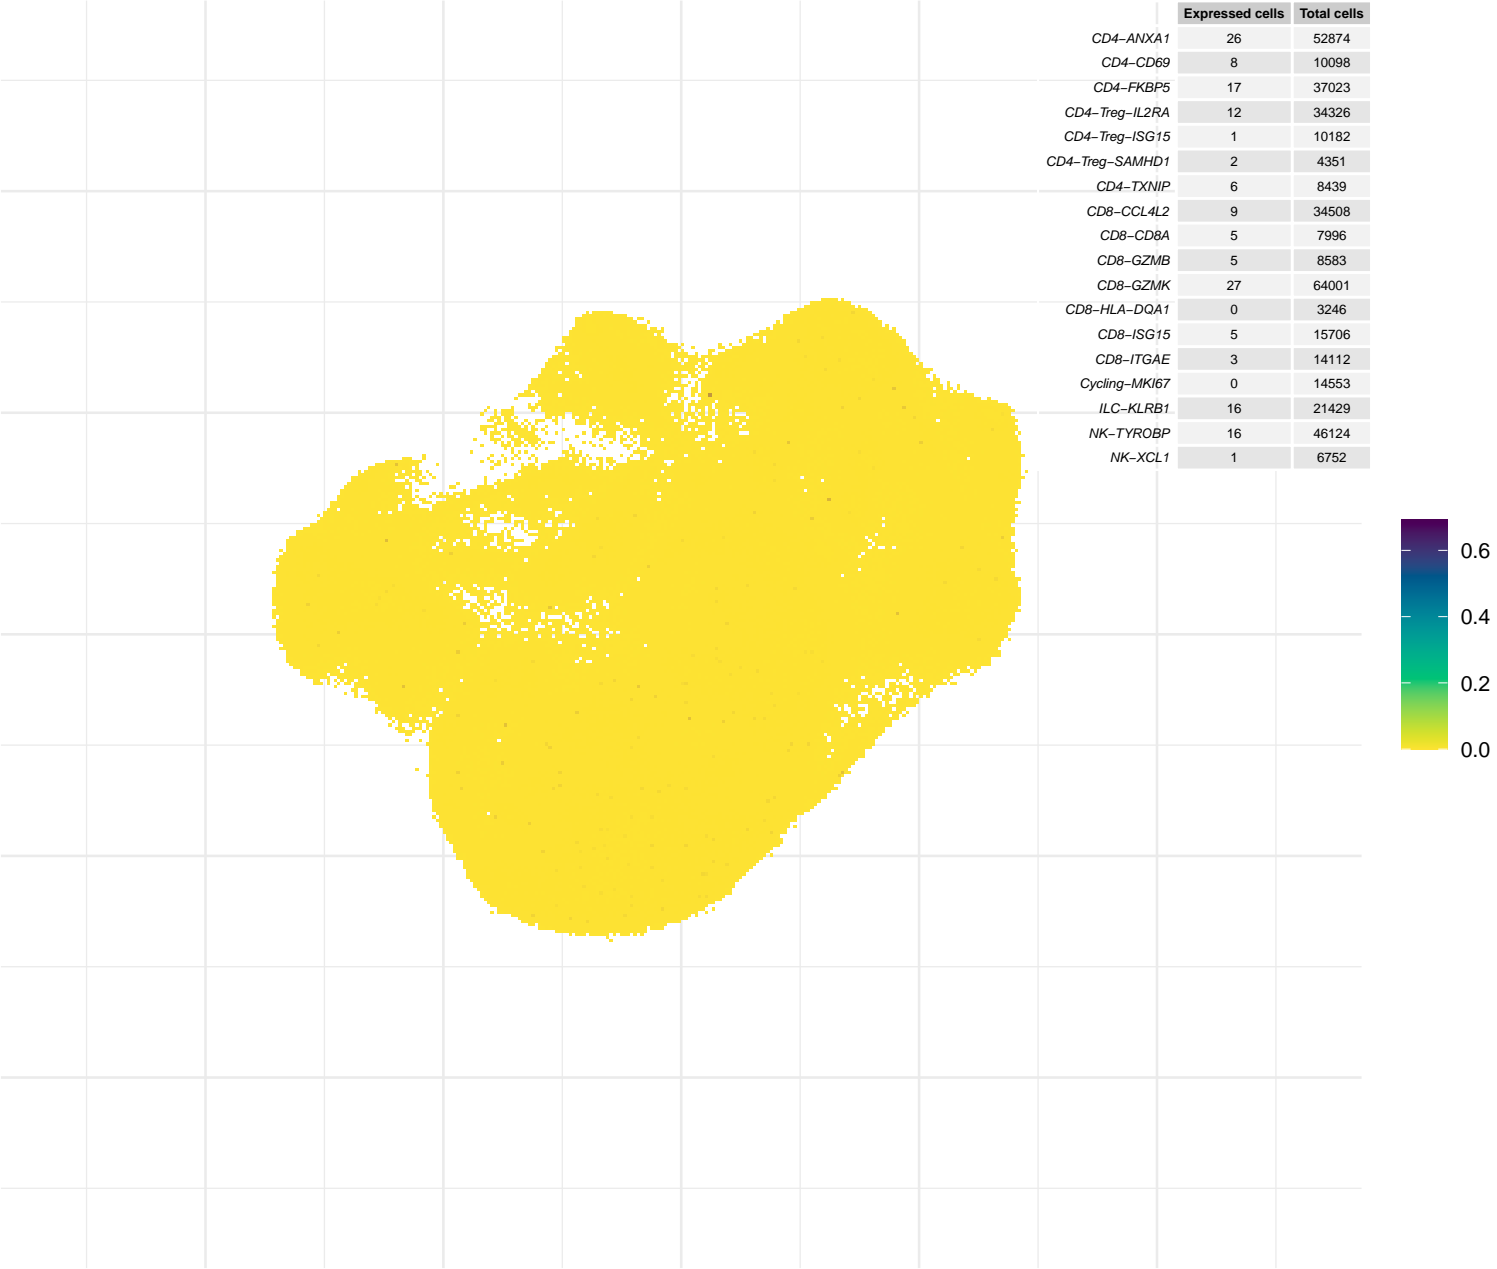 Expressed cells Total cells
CD4−ANXA1 26 52874
CD4−CD69 8 10098
CD4−FKBP5 17 37023
CD4−Treg−IL2RA 12 34326
CD4−Treg−ISG15 1 10182
CD4−Treg−SAMHD1 2 4351
CD4−TXNIP 6 8439
CD8−CCL4L2 9 34508
CD8−CD8A 5 7996
CD8−GZMB 5 8583
CD8−GZMK 27 64001
CD8−HLA−DQA1 0 3246
CD8−ISG15 5 15706
CD8−ITGAE 3 14112
Cycling−MKI67 0 14553
ILC−KLRB1 16 21429
NK−TYROBP 16 46124
NK−XCL1 1 6752
0.6
0.4
0.2
0.0